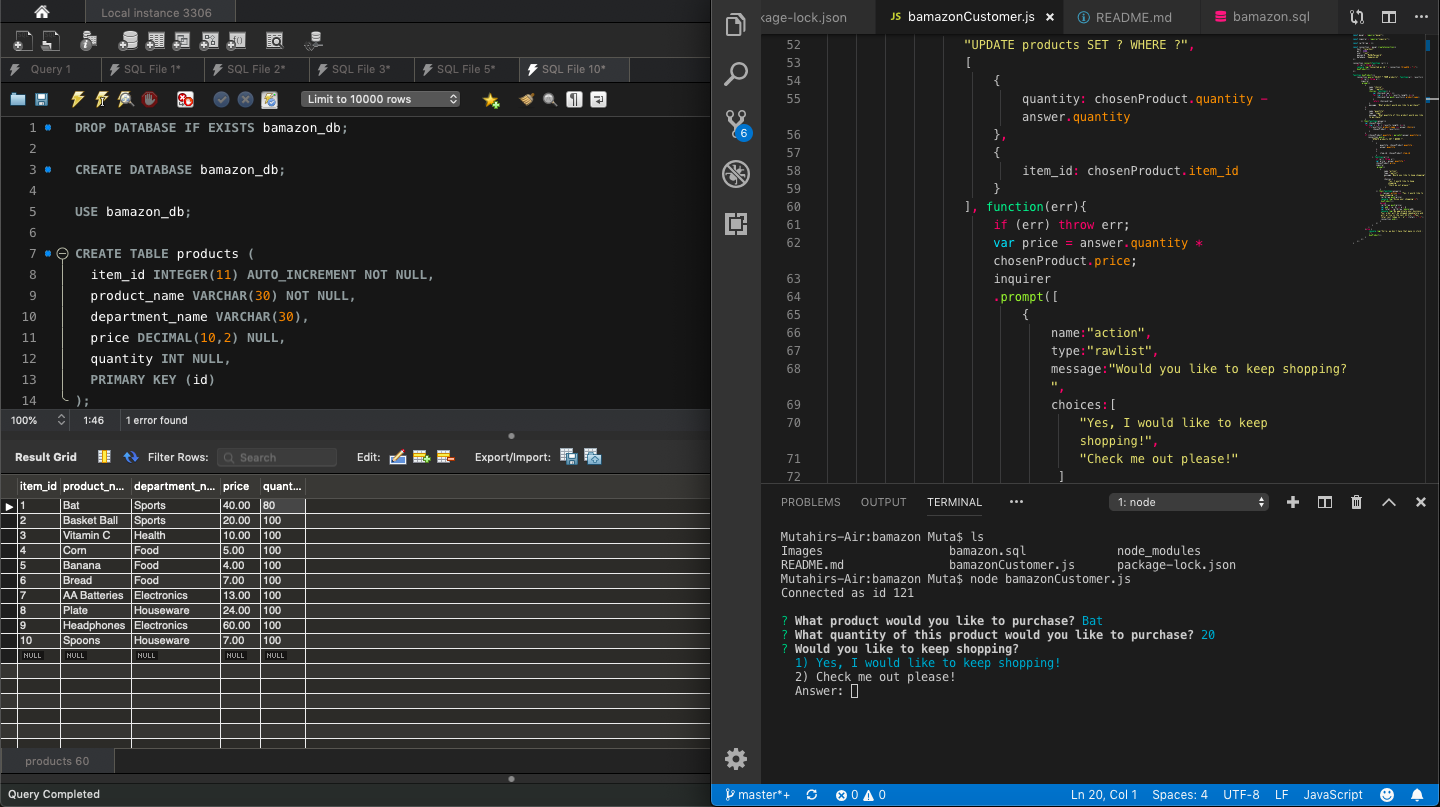 Local instance 3306
Query 1
SQL File 1*
SQL File 2*
SQL File 3*
SQL File 5*
SQL File 10*
Limit to 10000 rows
1 DROP DATABASE IF EXISTS bamazon_db;
2
3 CREATE DATABASE bamazon_db;
4
5 USE bamazon_db;
6
7 CREATE TABLE products (
8 item_id INTEGER(11) AUTO_INCREMENT NOT NULL,
9 product_name VARCHAR(30) NOT NULL,
10 department_name VARCHAR(30),
11 price DECIMAL(10,2) NULL,
12 quantity INT NULL,
13 PRIMARY KEY (id)
14 );
100% 1:46 1 error found
Result Grid Filter Rows: Search Edit: Export/Import:
item_id product_n... department_n... price quant...
1 Bat Sports 40.00 80
2 Basket Ball Sports 20.00 100
3 Vitamin C Health 10.00 100
4 Corn Food 5.00 100
5 Banana Food 4.00 100
6 Bread Food 7.00 100
7 AA Batteries Electronics 13.00 100
8 Plate Houseware 24.00 100
9 Headphones Electronics 60.00 100
10 Spoons Houseware 7.00 100
NULL NULL NULL NULL NULL
products 60
Query Completed
kage-lock.json JS bamazonCustomer.js README.md bamazon.sql
6
52 "UPDATE products SET ? WHERE ?",
53 [
54 {
55 quantity: chosenProduct.quantity -
answer.quantity
56 },
57 {
58 item_id: chosenProduct.item_id
59 }
60 ], function(err){
61 if (err) throw err;
62 var price = answer.quantity *
chosenProduct.price;
63 inquirer
64 .prompt([
65 {
66 name:"action",
67 type:"rawlist",
68 message:"Would you like to keep shopping?
",
69 choices:[
70 "Yes, I would like to keep
shopping!",
71 "Check me out please!"
72 ]
PROBLEMS OUTPUT TERMINAL ••• 1: node
Mutahirs-Air:bamazon Muta$ ls
Images bamazon.sql node_modules
README.md bamazonCustomer.js package-lock.json
Mutahirs-Air:bamazon Muta$ node bamazonCustomer.js
Connected as id 121
? What product would you like to purchase? Bat
? What quantity of this product would you like to purchase? 20
? Would you like to keep shopping?
1) Yes, I would like to keep shopping!
2) Check me out please!
Answer:
master*+ 0 0 Ln 20, Col 1 Spaces: 4 UTF-8 LF JavaScript